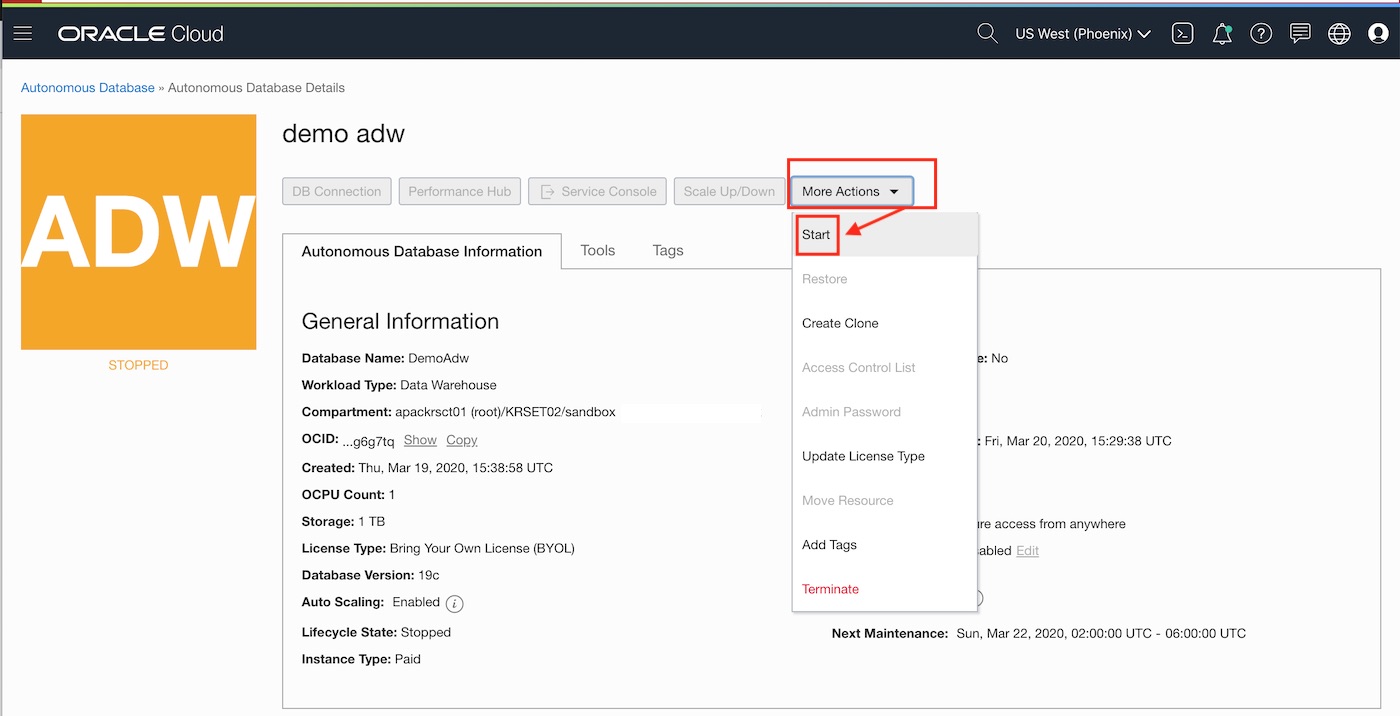 ORACLE Cloud
US West (Phoenix)
Autonomous Database » Autonomous Database Details
ADW
STOPPED
demo adw
DB Connection Performance Hub Service Console Scale Up/Down More Actions
Start
Restore
Create Clone
Access Control List
Admin Password
Update License Type
Move Resource
Add Tags
Terminate
Autonomous Database Information Tools Tags
General Information
Database Name: DemoAdw
Workload Type: Data Warehouse
Compartment: apackrsct01 (root)/KRSET02/sandbox
OCID: ...g6g7tq Show Copy
Created: Thu, Mar 19, 2020, 15:38:58 UTC
OCPU Count: 1
Storage: 1 TB
License Type: Bring Your Own License (BYOL)
Database Version: 19c
Auto Scaling: Enabled
Lifecycle State: Stopped
Instance Type: Paid
: No
: Fri, Mar 20, 2020, 15:29:38 UTC
access from anywhere
Edit
Next Maintenance: Sun, Mar 22, 2020, 02:00:00 UTC - 06:00:00 UTC